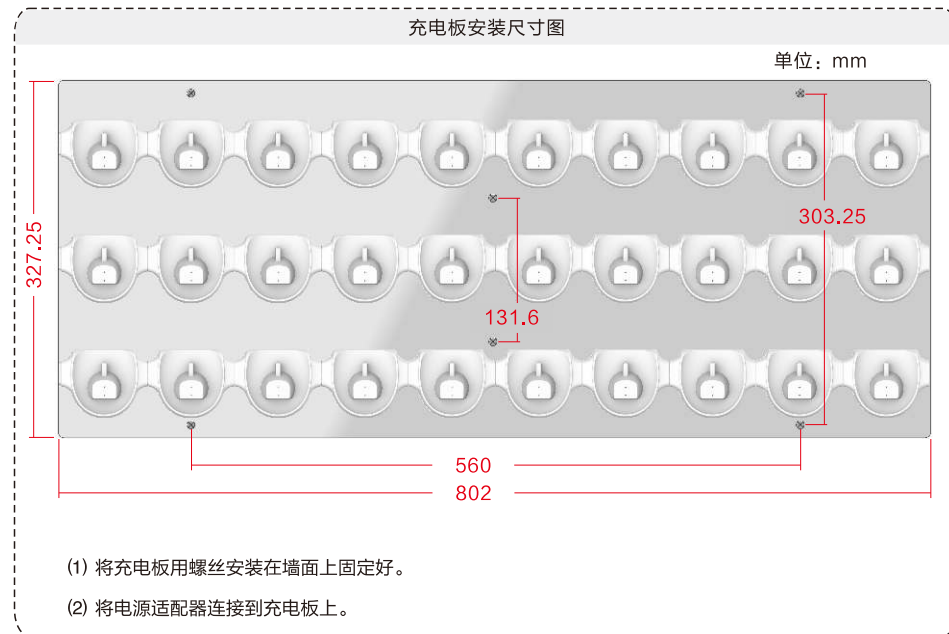 充电板安装尺寸图
单位：mm
327.25
303.25
131.6
560
802
(1) 将充电板用螺丝安装在墙面上固定好。
(2) 将电源适配器连接到充电板上。